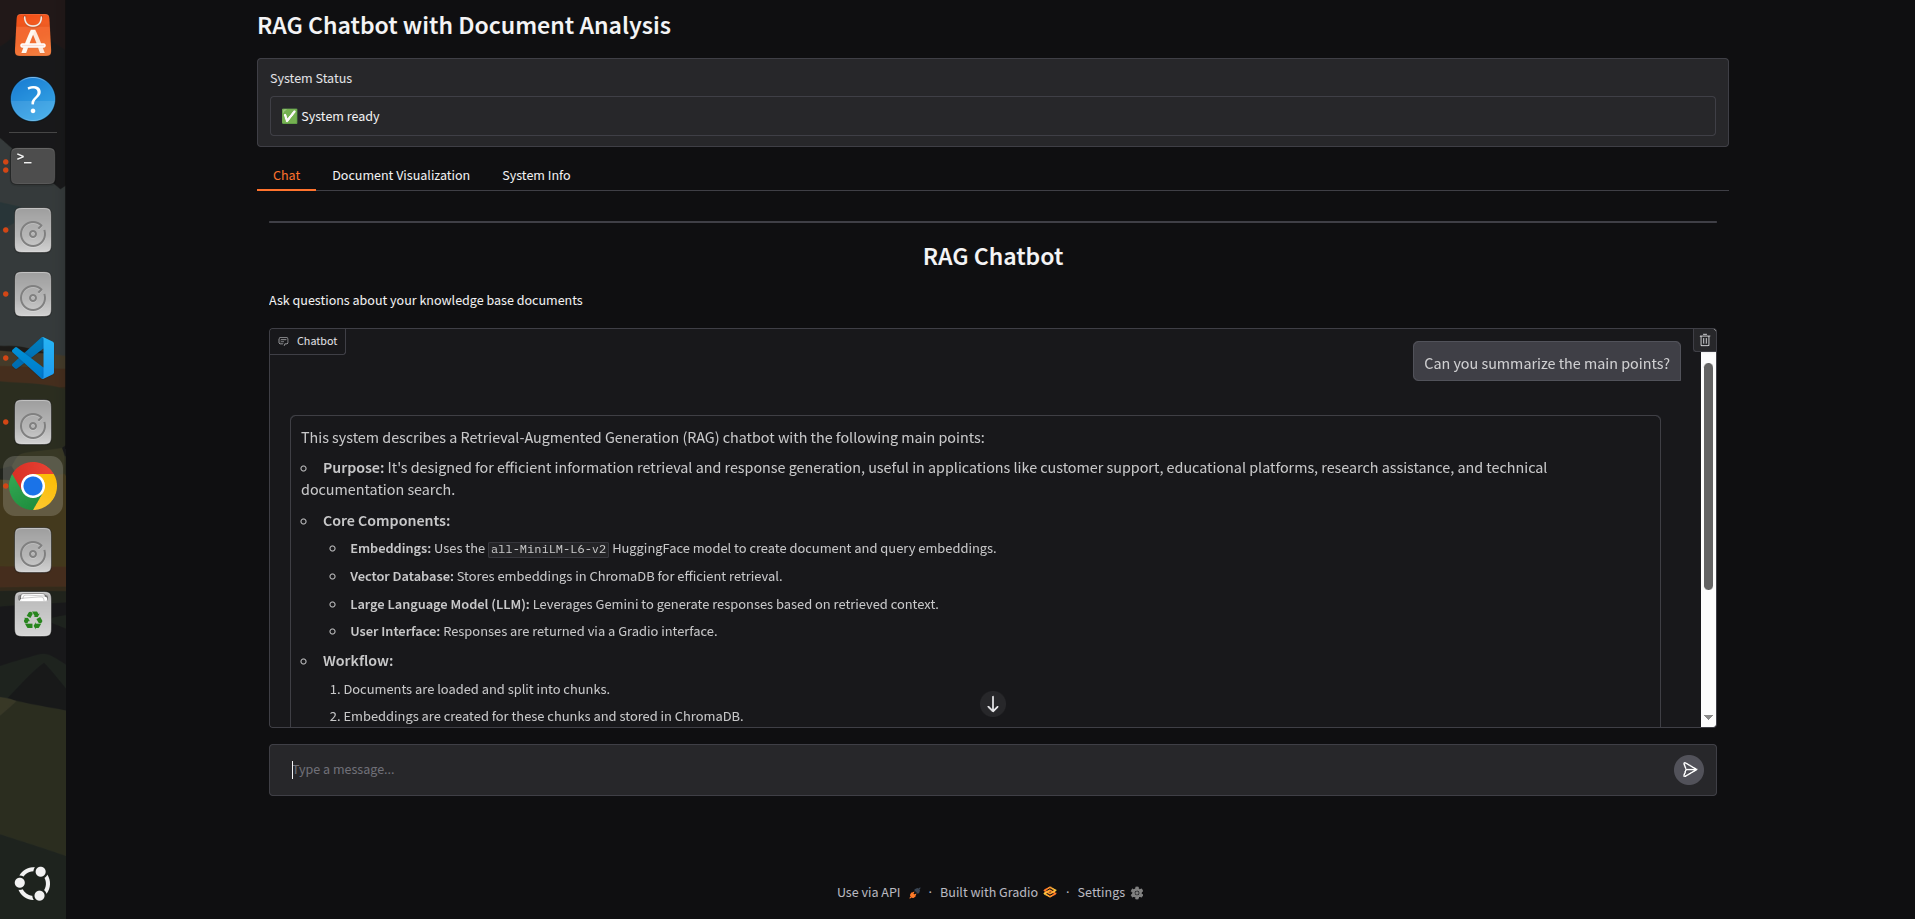 RAG Chatbot with Document Analysis
System Status
✅ System ready
Chat Document Visualization System Info
RAG Chatbot
Ask questions about your knowledge base documents
Chatbot
Can you summarize the main points?
This system describes a Retrieval-Augmented Generation (RAG) chatbot with the following main points:
Purpose: It's designed for efficient information retrieval and response generation, useful in applications like customer support, educational platforms, research assistance, and technical
documentation search.
Core Components:
Embeddings: Uses the all-MiniLM-L6-v2 HuggingFace model to create document and query embeddings.
Vector Database: Stores embeddings in ChromaDB for efficient retrieval.
Large Language Model (LLM): Leverages Gemini to generate responses based on retrieved context.
User Interface: Responses are returned via a Gradio interface.
Workflow:
1. Documents are loaded and split into chunks.
2. Embeddings are created for these chunks and stored in ChromaDB.
Type a message...
Use via API · Built with Gradio · Settings